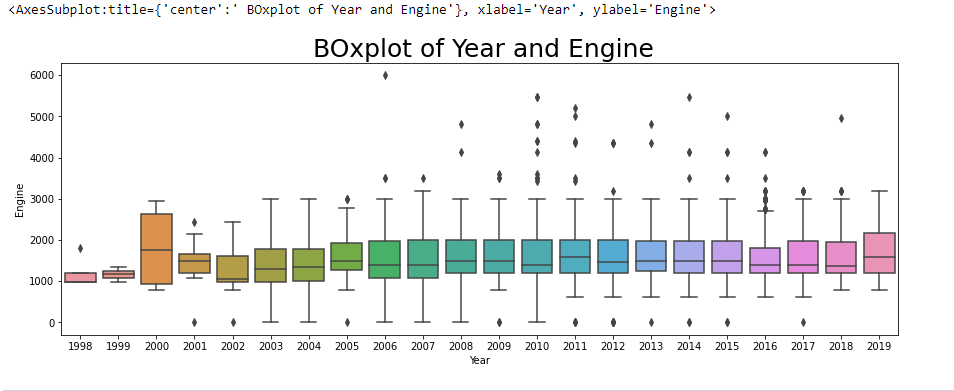 <AxesSubplot:title={'center':' BOxplot of Year and Engine'}, xlabel='Year', ylabel='Engine'>
BOxplot of Year and Engine
6000
5000
4000
3000
2000
1000
0
Engine
1998 1999 2000 2001 2002 2003 2004 2005 2006 2007 2008 2009 2010 2011 2012 2013 2014 2015 2016 2017 2018 2019
Year